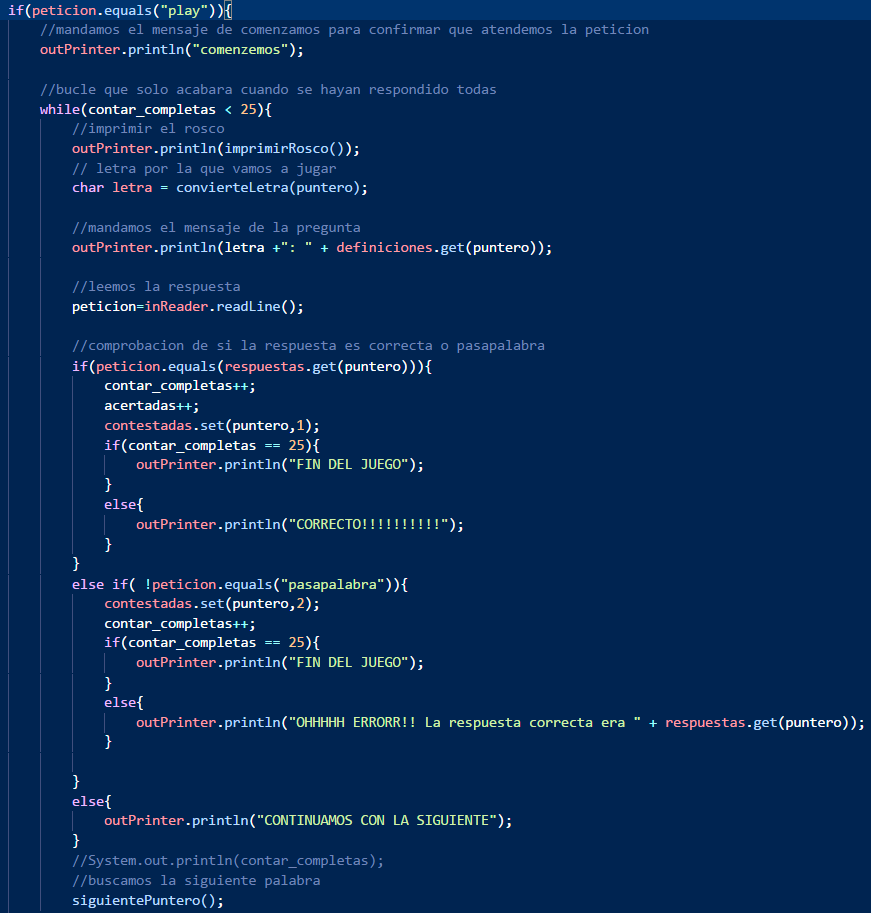 if(peticion.equals("play")){
//mandamos el mensaje de comenzamos para confirmar que atendemos la peticion
outPrinter.println("comenzemos");
//bucle que solo acabara cuando se hayan respondido todas
while(contar_completas < 25){
//imprimir el rosco
outPrinter.println(imprimirRosco());
// letra por la que vamos a jugar
char letra = convierteLetra(puntero);
//mandamos el mensaje de la pregunta
outPrinter.println(letra +": " + definiciones.get(puntero));
//leemos la respuesta
peticion=inReader.readLine();
//comprobacion de si la respuesta es correcta o pasapalabra
if(peticion.equals(respuestas.get(puntero))){
contar_completas++;
acertadas++;
contestadas.set(puntero,1);
if(contar_completas == 25){
outPrinter.println("FIN DEL JUEGO");
}
else{
outPrinter.println("CORRECTO!!!!!!!!!!");
}
}
else if( !peticion.equals("pasapalabra")){
contestadas.set(puntero,2);
contar_completas++;
if(contar_completas == 25){
outPrinter.println("FIN DEL JUEGO");
}
else{
outPrinter.println("OHHHHH ERRORR!! La respuesta correcta era " + respuestas.get(puntero));
}
}
else{
outPrinter.println("CONTINUAMOS CON LA SIGUIENTE");
}
//System.out.println(contar_completas);
//buscamos la siguiente palabra
siguientePuntero();